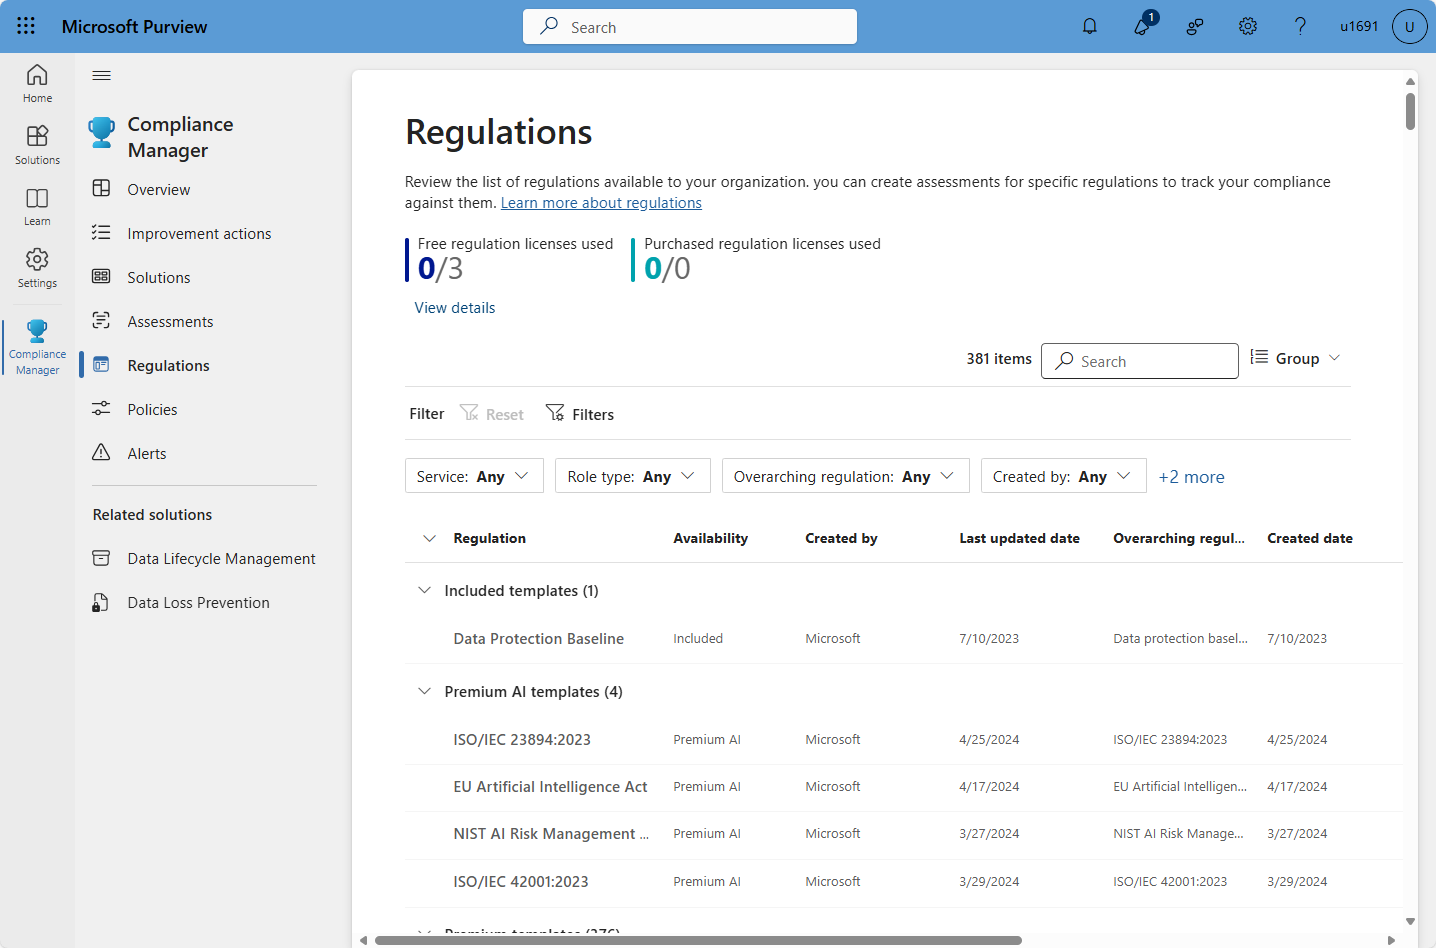 Microsoft Purview
Search
1
u1691
U
Home
Solutions
Learn
Settings
Compliance
Manager
Compliance
Manager
Overview
Improvement actions
Solutions
Assessments
Regulations
Policies
Alerts
Related solutions
Data Lifecycle Management
Data Loss Prevention
Regulations
Review the list of regulations available to your organization. you can create assessments for specific regulations to track your compliance
against them. Learn more about regulations
Free regulation licenses used
0/3
Purchased regulation licenses used
0/0
View details
381 items
Search
Group
Filter
Reset
Filters
Service: Any
Role type: Any
Overarching regulation: Any
Created by: Any
+2 more
Regulation Availability Created by Last updated date Overarching regul... Created date
Included templates (1)
Data Protection Baseline Included Microsoft 7/10/2023 Data protection basel... 7/10/2023
Premium AI templates (4)
ISO/IEC 23894:2023 Premium AI Microsoft 4/25/2024 ISO/IEC 23894:2023 4/25/2024
EU Artificial Intelligence Act Premium AI Microsoft 4/17/2024 EU Artificial Intelligen... 4/17/2024
NIST AI Risk Management ... Premium AI Microsoft 3/27/2024 NIST AI Risk Manage... 3/27/2024
ISO/IEC 42001:2023 Premium AI Microsoft 3/29/2024 ISO/IEC 42001:2023 3/29/2024
Premium templates (376)